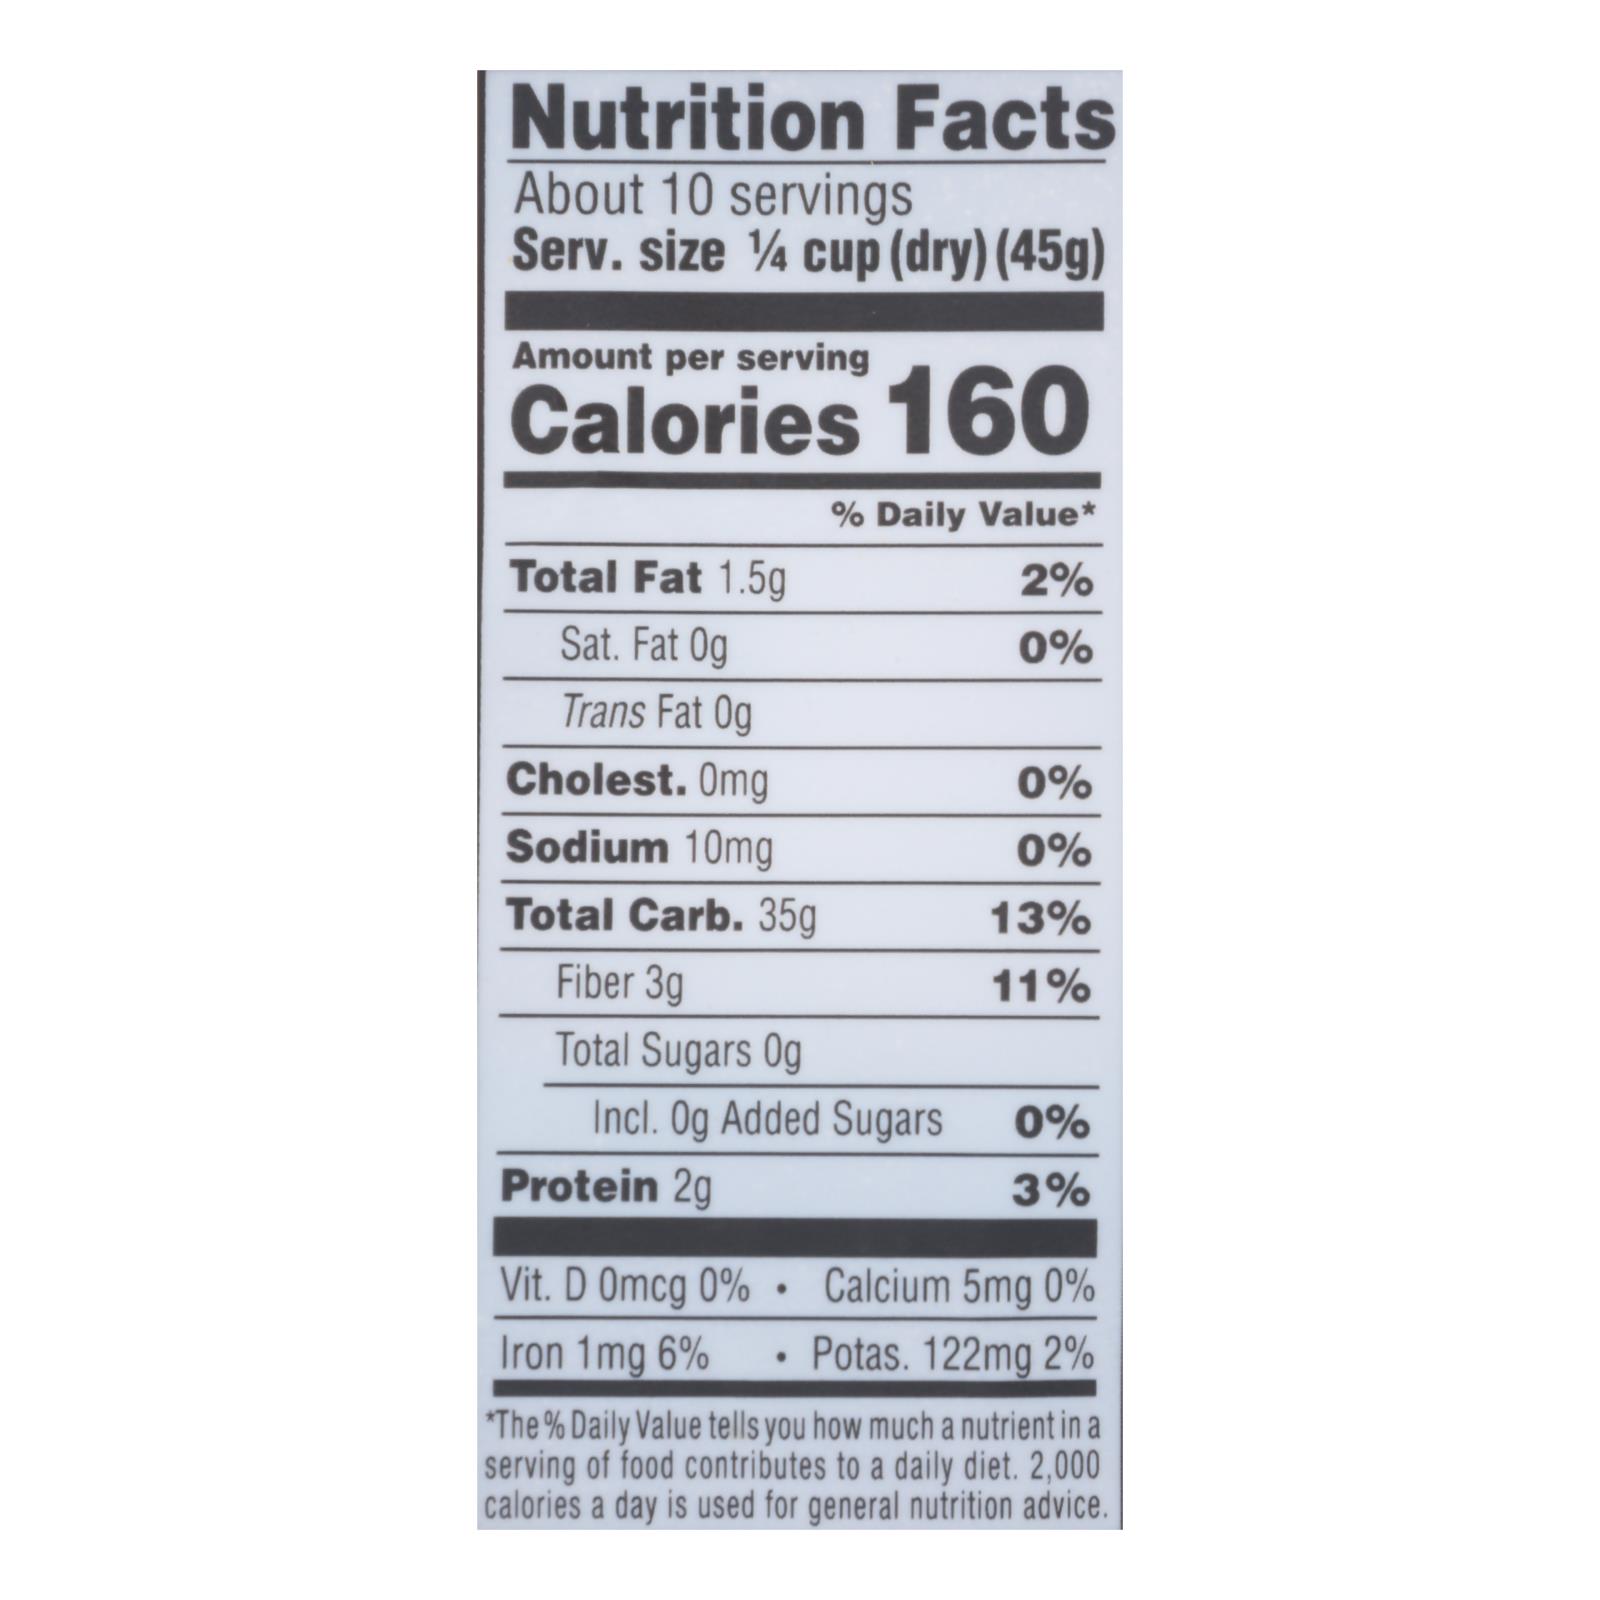 Nutrition Facts
About 10 servings
Serv. size ¼ cup (dry) (45g)
Amount per serving
Calories 160
% Daily Value*
Total Fat 1.5g 2%
Sat. Fat 0g 0%
Trans Fat 0g
Cholest. 0mg 0%
Sodium 10mg 0%
Total Carb. 35g 13%
Fiber 3g 11%
Total Sugars 0g
Incl. 0g Added Sugars 0%
Protein 2g 3%
Vit. D 0mcg 0% • Calcium 5mg 0%
Iron 1mg 6% • Potas. 122mg 2%
*The % Daily Value tells you how much a nutrient in a
serving of food contributes to a daily diet. 2,000
calories a day is used for general nutrition advice.